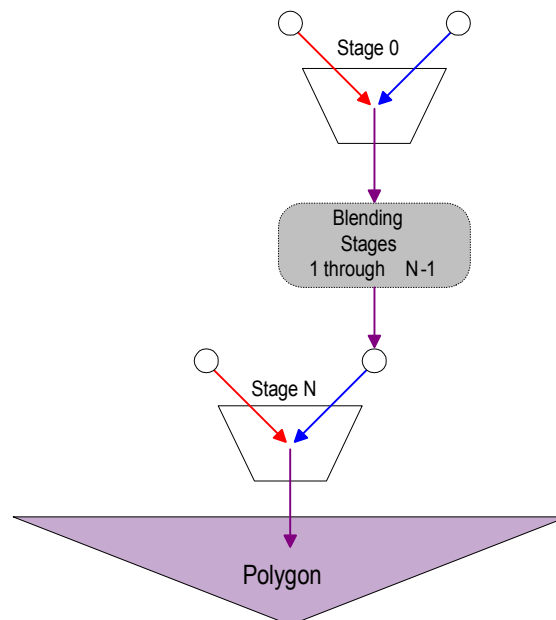 Stage 0
Blending
Stages
1 through N-1
Stage N
Polygon